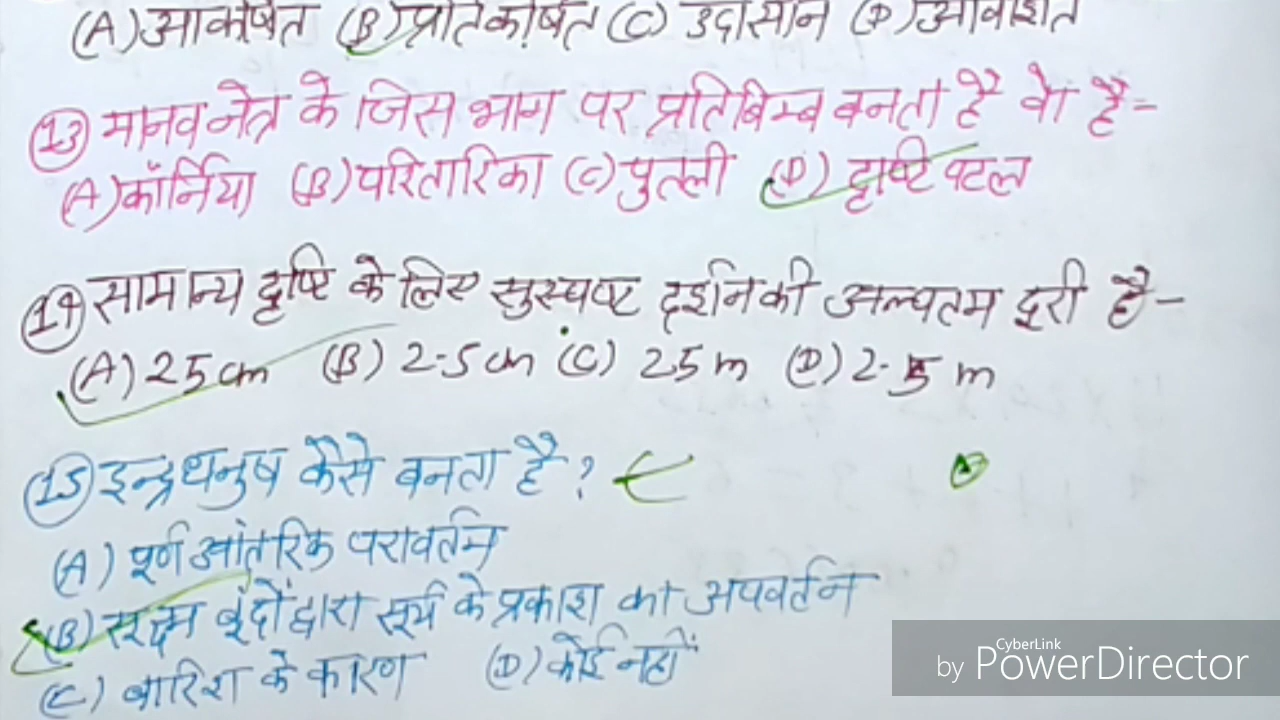 (A) आकर्षित (B) प्रतिकर्षित (C) उदासीन (D) आवेशित
(13) मानव नेत्र के जिस भाग पर प्रतिबिम्ब बनता है वो है-
(A) कॉर्निया (B) परितारिका (C) पुतली (D) दृष्टि पटल
(14) सामान्य दृष्टि के लिए सुस्पष्ट दर्शन की अल्पतम दूरी है-
(A) 25 cm (B) 2.5 cm (C) 25 m (D) 2.5 m
(15) इन्द्रधनुष कैसे बनता है?
(A) पूर्ण आंतरिक परावर्तन
(B) सूक्ष्म बूंदों द्वारा सूर्य के प्रकाश का अपवर्तन
(C) बारिश के कारण (D) कोई नहीं
CyberLink
by PowerDirector